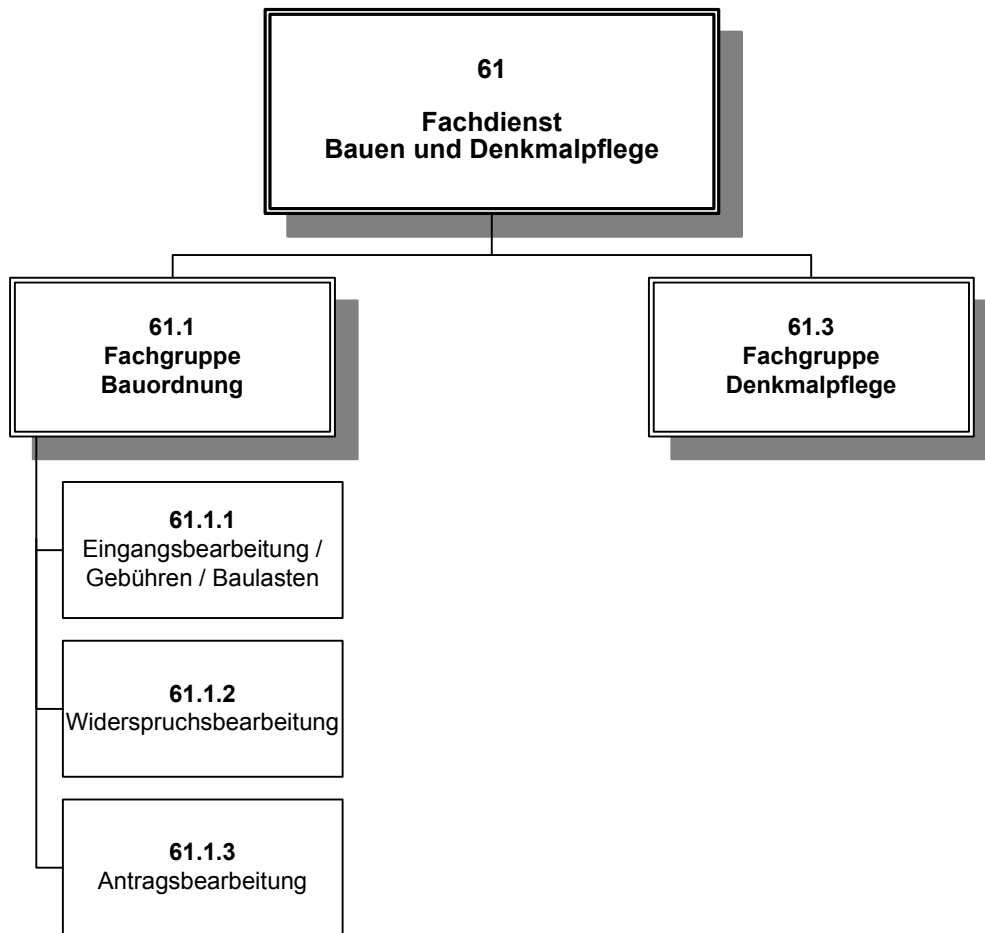 61
Fachdienst
Bauen und Denkmalpflege
61.1
Fachgruppe
Bauordnung
61.3
Fachgruppe
Denkmalpflege
61.1.1
Eingangsbearbeitung /
Gebühren / Baulasten
61.1.2
Widerspruchsbearbeitung
61.1.3
Antragsbearbeitung